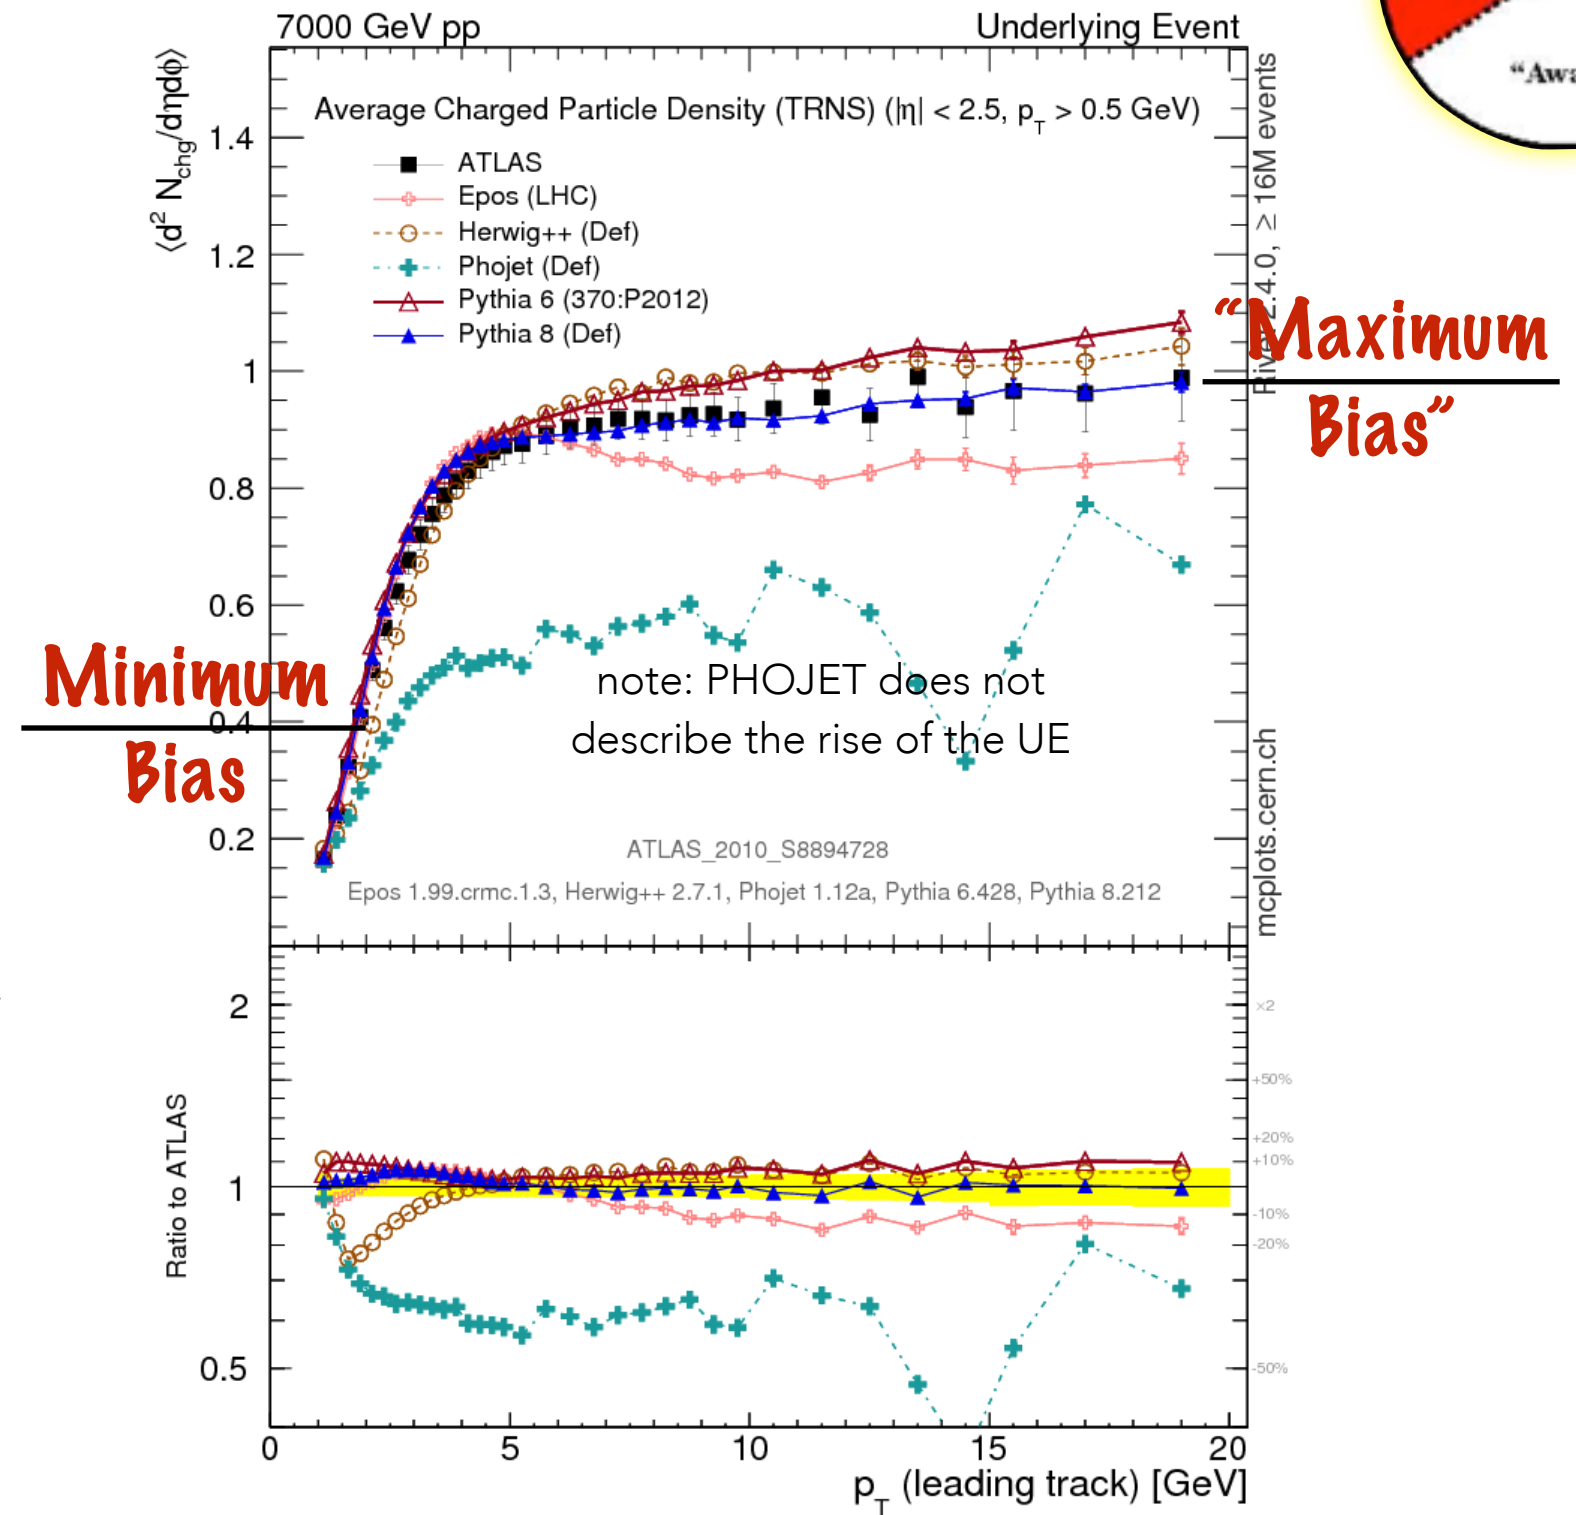 7000 GeV pp
Underlying Event
“Awa
⟨d² N_chg/dηdϕ⟩
Average Charged Particle Density (TRNS) (|η| < 2.5, p_T > 0.5 GeV)
ATLAS
Epos (LHC)
Herwig++ (Def)
Phojet (Def)
Pythia 6 (370:P2012)
Pythia 8 (Def)
1.4
1.2
1
0.8
0.6
0.4
0.2
≥ 16M events
“Maximum
Bias”
Minimum
Bias
note: PHOJET does not
describe the rise of the UE
mcplots.cern.ch
ATLAS_2010_S8894728
Epos 1.99.crmc.1.3, Herwig++ 2.7.1, Phojet 1.12a, Pythia 6.428, Pythia 8.212
Ratio to ATLAS
2
1
0.5
×2
+50%
+20%
+10%
-10%
-20%
-50%
0 5 10 15 20
p_T (leading track) [GeV]